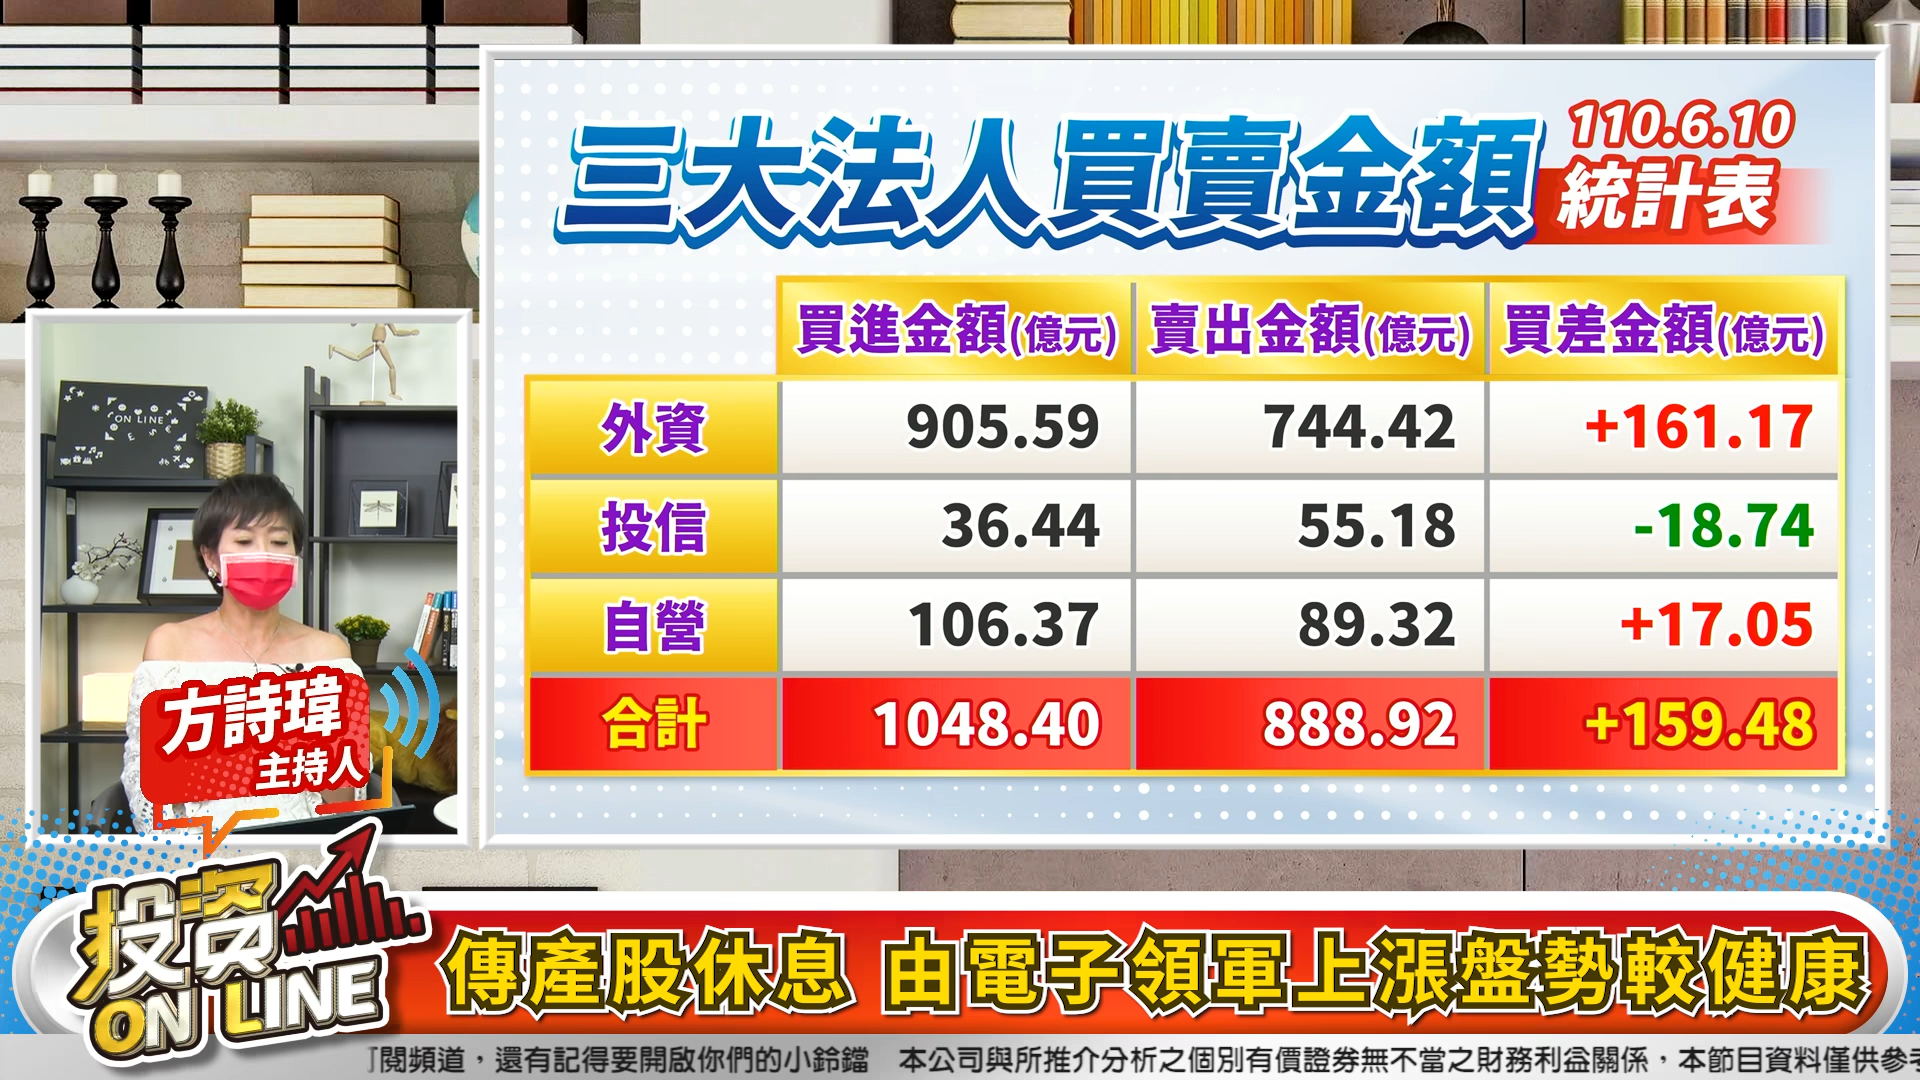 三大法人買賣金額
110.6.10
統計表
買進金額(億元) 賣出金額(億元) 買差金額(億元)
外資 905.59 744.42 +161.17
投信 36.44 55.18 -18.74
自營 106.37 89.32 +17.05
合計 1048.40 888.92 +159.48
ON LINE
方詩瑋
主持人
投資
ON LINE
傳產股休息 由電子領軍上漲盤勢較健康
閱頻道，還有記得要開啟你們的小鈴鐺 本公司與所推介分析之個別有價證券無不當之財務利益關係，本節目資料僅供參